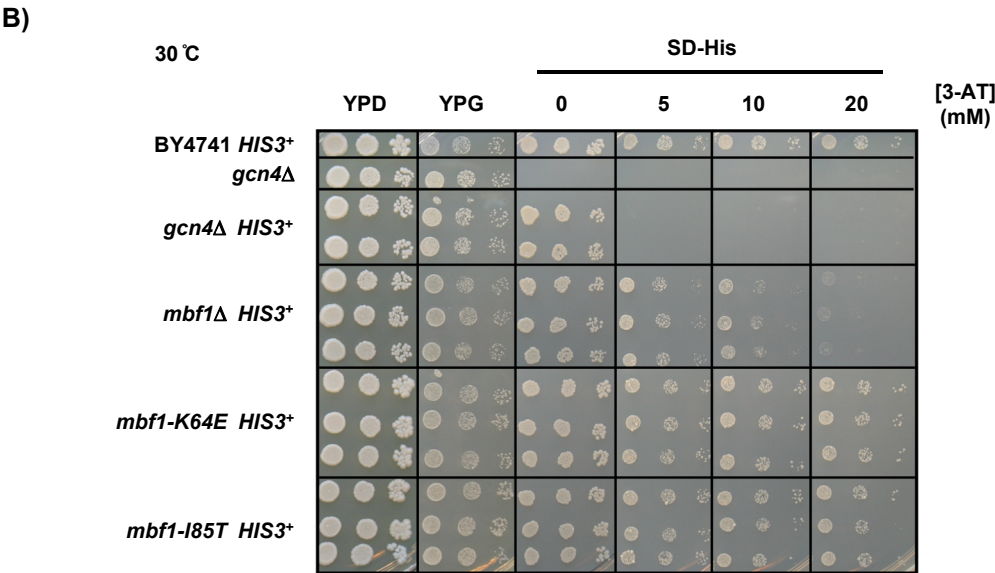 B)
30 ℃
SD-His
YPD YPG 0 5 10 20 [3-AT]
(mM)
BY4741 HIS3⁺
gcn4Δ
gcn4Δ HIS3⁺
mbf1Δ HIS3⁺
mbf1-K64E HIS3⁺
mbf1-I85T HIS3⁺